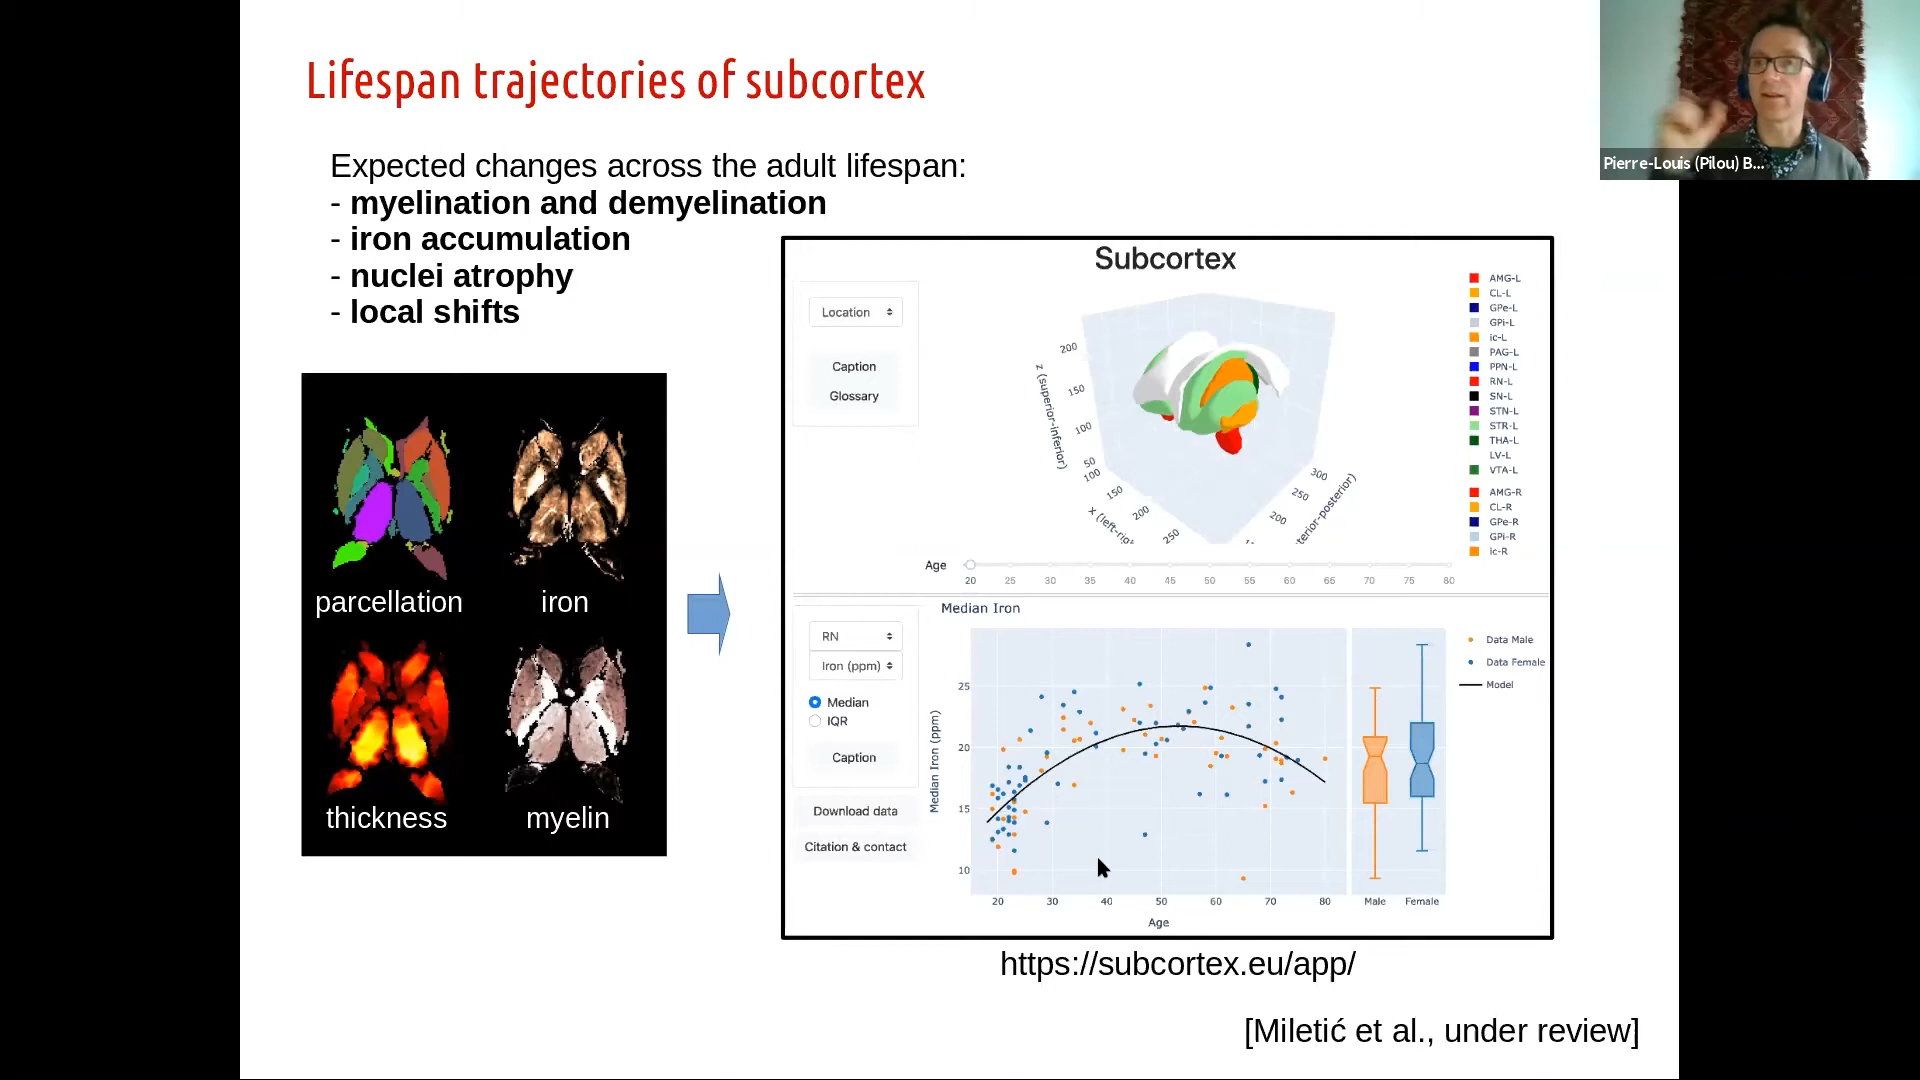 Lifespan trajectories of subcortex
Pierre-Louis (Pilou) B...
Expected changes across the adult lifespan:
- myelination and demyelination
- iron accumulation
- nuclei atrophy
- local shifts
parcellation
iron
thickness
myelin
Subcortex
Location
Caption
Glossary
z (superior-inferior)
200
150
100
50
100
150
200
250
x (left-righ
300
250
200
terior-posterior)
AMG-L
CL-L
GPe-L
GPi-L
ic-L
PAG-L
PPN-L
RN-L
SN-L
STN-L
STR-L
THA-L
LV-L
VTA-L
AMG-R
CL-R
GPe-R
GPi-R
ic-R
Age
20 25 30 35 40 45 50 55 60 65 70 75 80
RN
Iron (ppm)
Median
IQR
Caption
Download data
Citation & contact
Median Iron
Median Iron (ppm)
25
20
15
10
20 30 40 50 60 70 80
Age
Male Female
Data Male
Data Female
Model
https://subcortex.eu/app/
[Miletić et al., under review]